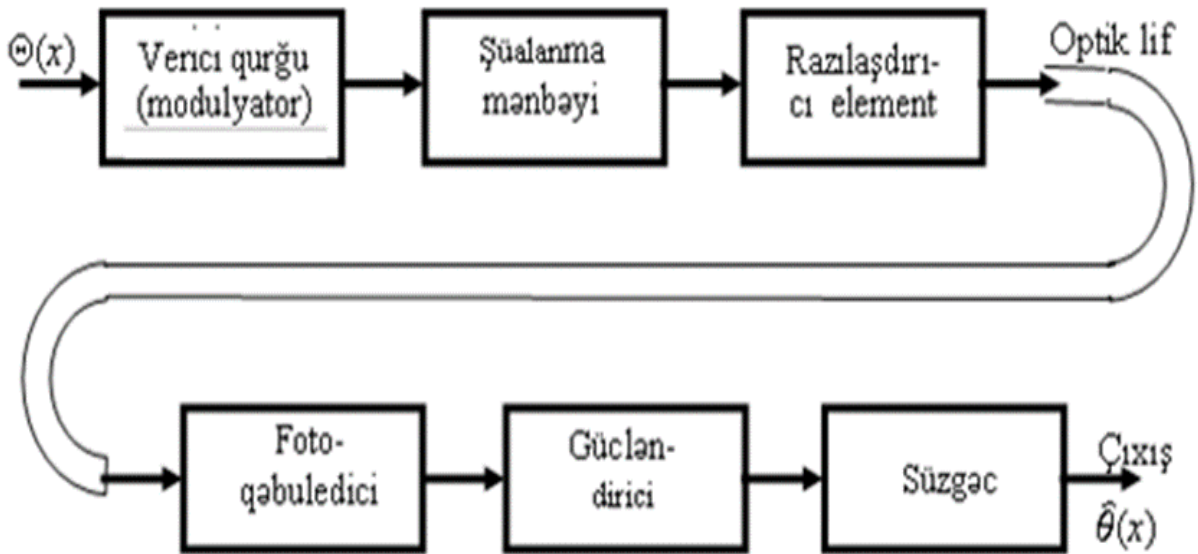 Θ(x)
Verici qurğu
(modulyator)
Şüalanma
mənbəyi
Razılaşdırı-
cı element
Optik lif
Foto-
qəbuledici
Güclən-
dirici
Süzgəc
Çıxış
θ̂(x)